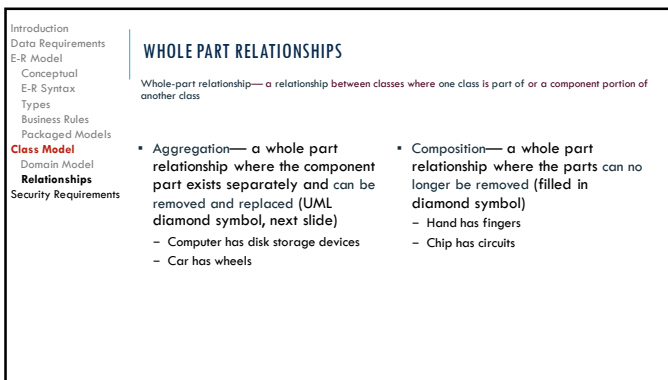 Introduction
Data Requirements
E-R Model
Conceptual
E-R Syntax
Types
Business Rules
Packaged Models
Class Model
Domain Model
Relationships
Security Requirements
WHOLE PART RELATIONSHIPS
Whole-part relationship— a relationship between classes where one class is part of or a component portion of
another class
▪ Aggregation— a whole part
relationship where the component
part exists separately and can be
removed and replaced (UML
diamond symbol, next slide)
– Computer has disk storage devices
– Car has wheels
▪ Composition— a whole part
relationship where the parts can no
longer be removed (filled in
diamond symbol)
– Hand has fingers
– Chip has circuits